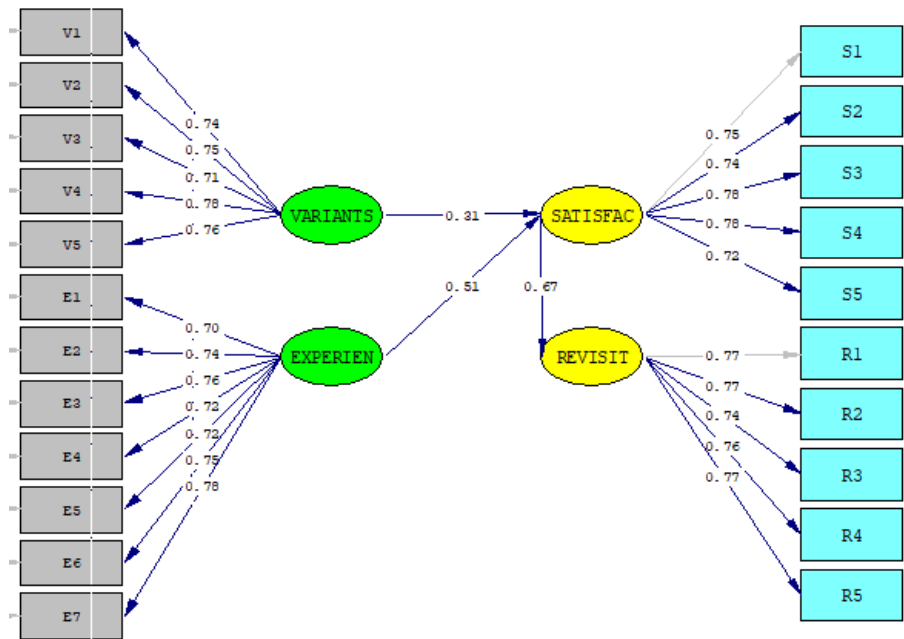 V1
V2
V3
V4
V5
E1
E2
E3
E4
E5
E6
E7
0.74
0.75
0.71
0.78
0.76
0.70
0.74
0.76
0.72
0.72
0.75
0.78
VARIANTS
EXPERIEN
0.31
0.51
0.67
SATISFAC
REVISIT
0.75
0.74
0.78
0.78
0.72
0.77
0.77
0.74
0.76
0.77
S1
S2
S3
S4
S5
R1
R2
R3
R4
R5